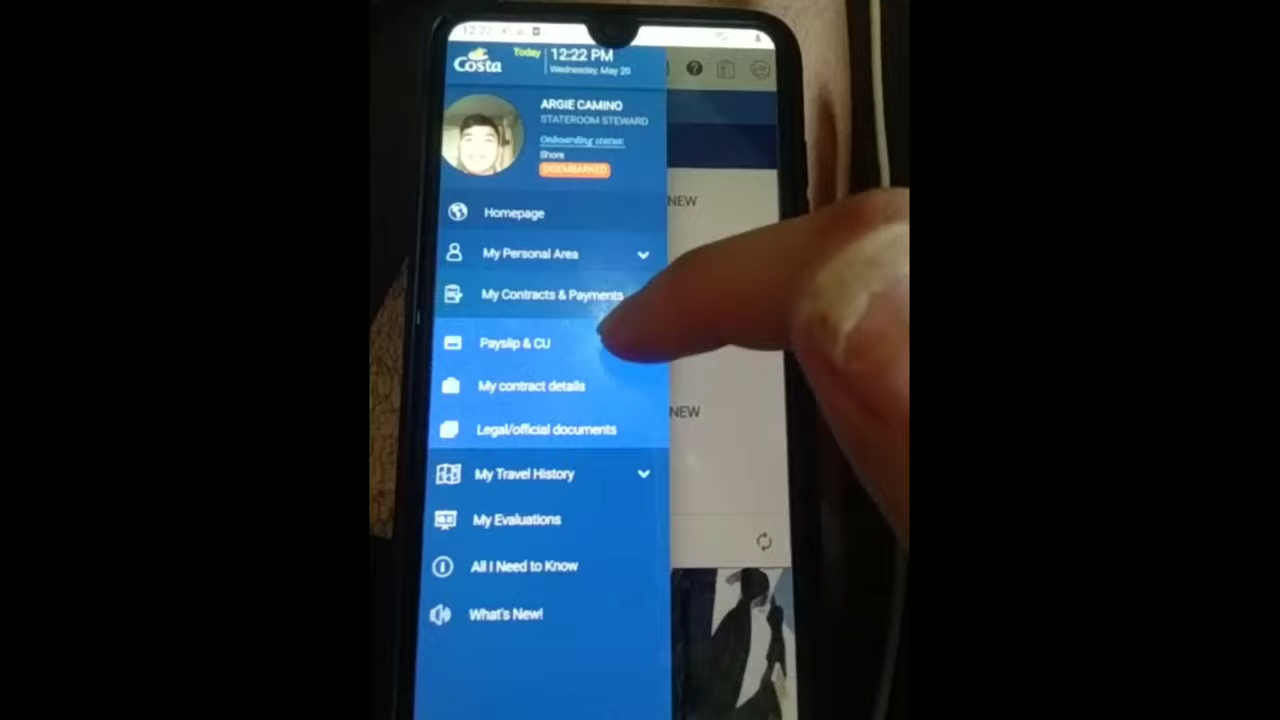 12:22
Costa
Today
12:22 PM
Wednesday, May 20
ARGIE CAMINO
STATEROOM STEWARD
Onboarding status:
Shore
DISEMBARKED
Homepage
My Personal Area
My Contracts & Payments
Payslip & CU
My contract details
Legal/official documents
My Travel History
My Evaluations
All I Need to Know
What's New!
NEW
NEW